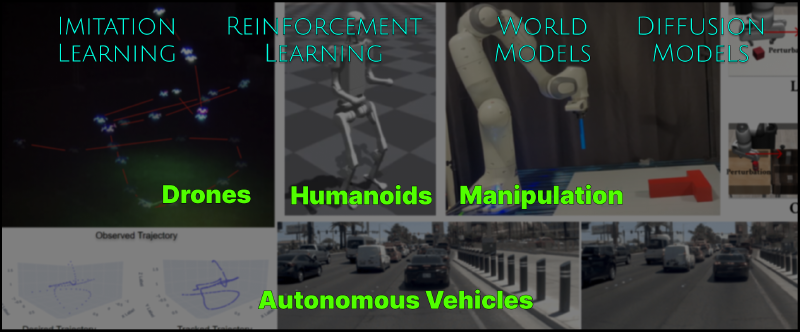 IMITATION
LEARNING
REINFORCEMENT
LEARNING
WORLD
MODELS
DIFFUSION
MODELS
Perturbation
Drones
Humanoids
Manipulation
Observed Trajectory
Autonomous Vehicles
Desired Trajectory
Tracked Trajectory